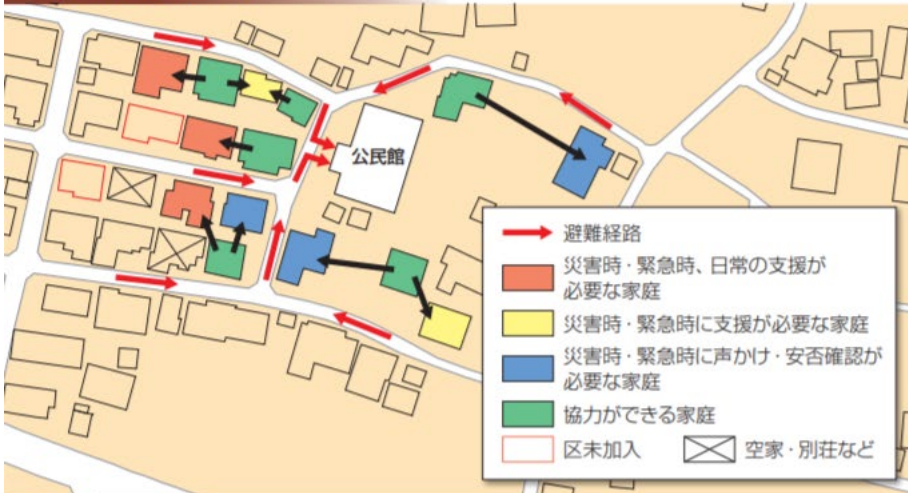 公民館
避難経路
災害時・緊急時、日常の支援が
必要な家庭
災害時・緊急時に支援が必要な家庭
災害時・緊急時に声かけ・安否確認が
必要な家庭
協力ができる家庭
区未加入
空家・別荘など